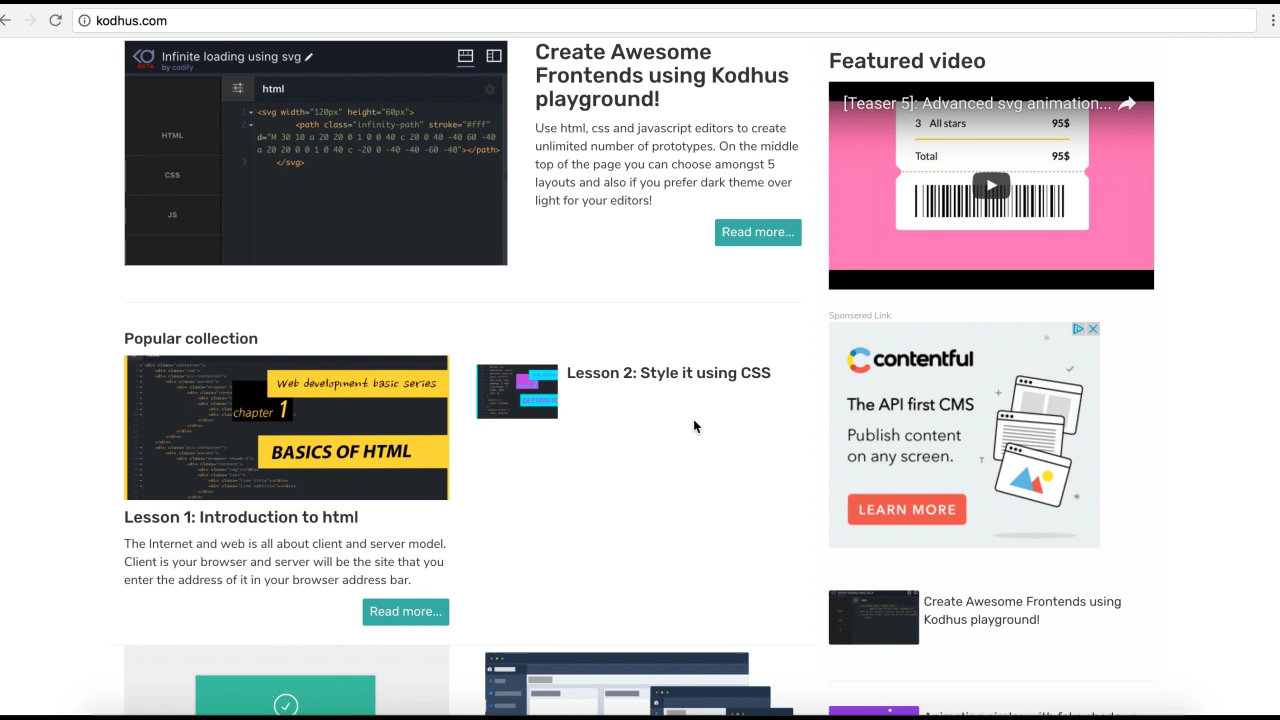 kodhus.com
Infinite loading using svg
by codify
BETA
html
HTML
CSS
JS
1 <svg width="120px" height="60px">
2 <path class="infinity-path" stroke="#fff"
d="M 30 10 a 20 20 0 1 0 0 40 c 20 0 40 -40 60 -40
a 20 20 0 0 1 0 40 c -20 0 -40 -40 -60 -40"></path>
3 </svg>
Create Awesome
Frontends using Kodhus
playground!
Use html, css and javascript editors to create
unlimited number of prototypes. On the middle
top of the page you can choose amongst 5
layouts and also if you prefer dark theme over
light for your editors!
Read more...
Popular collection
Web development basic series
chapter 1
BASICS OF HTML
Lesson 1: Introduction to html
The Internet and web is all about client and server model.
Client is your browser and server will be the site that you
enter the address of it in your browser address bar.
Read more...
Lesson 2: Style it using CSS
Featured video
[Teaser 5]: Advanced svg animation...
3 All stars 95$
Total 95$
Sponsered Link
contentful
The API first CMS
Publish content
on any screen.
LEARN MORE
Create Awesome Frontends using
Kodhus playground!